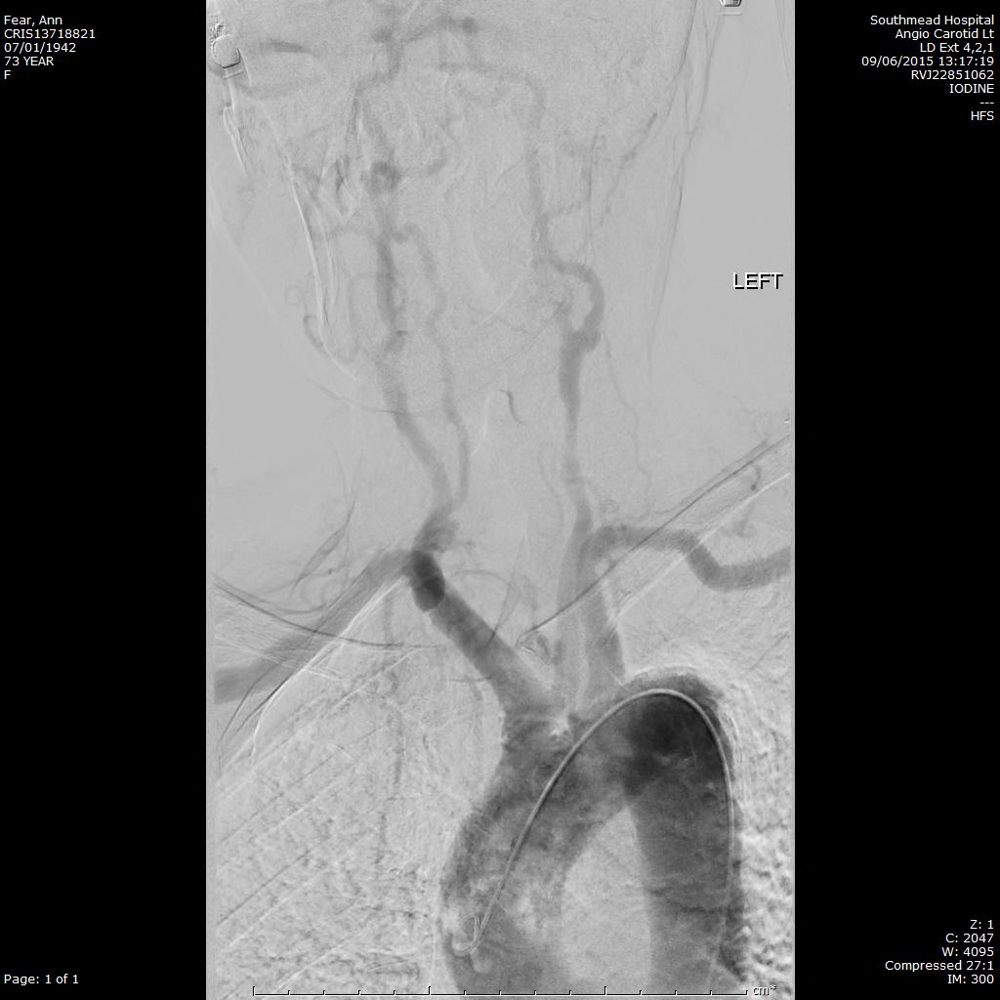 Fear, Ann
CRIS13718821
07/01/1942
73 YEAR
F
Southmead Hospital
Angio Carotid Lt
LD Ext 4,2,1
09/06/2015 13:17:19
RVJ22851062
IODINE
---
HFS
LEFT
Z: 1
C: 2047
W: 4095
Compressed 27:1
IM: 300
Page: 1 of 1
cm